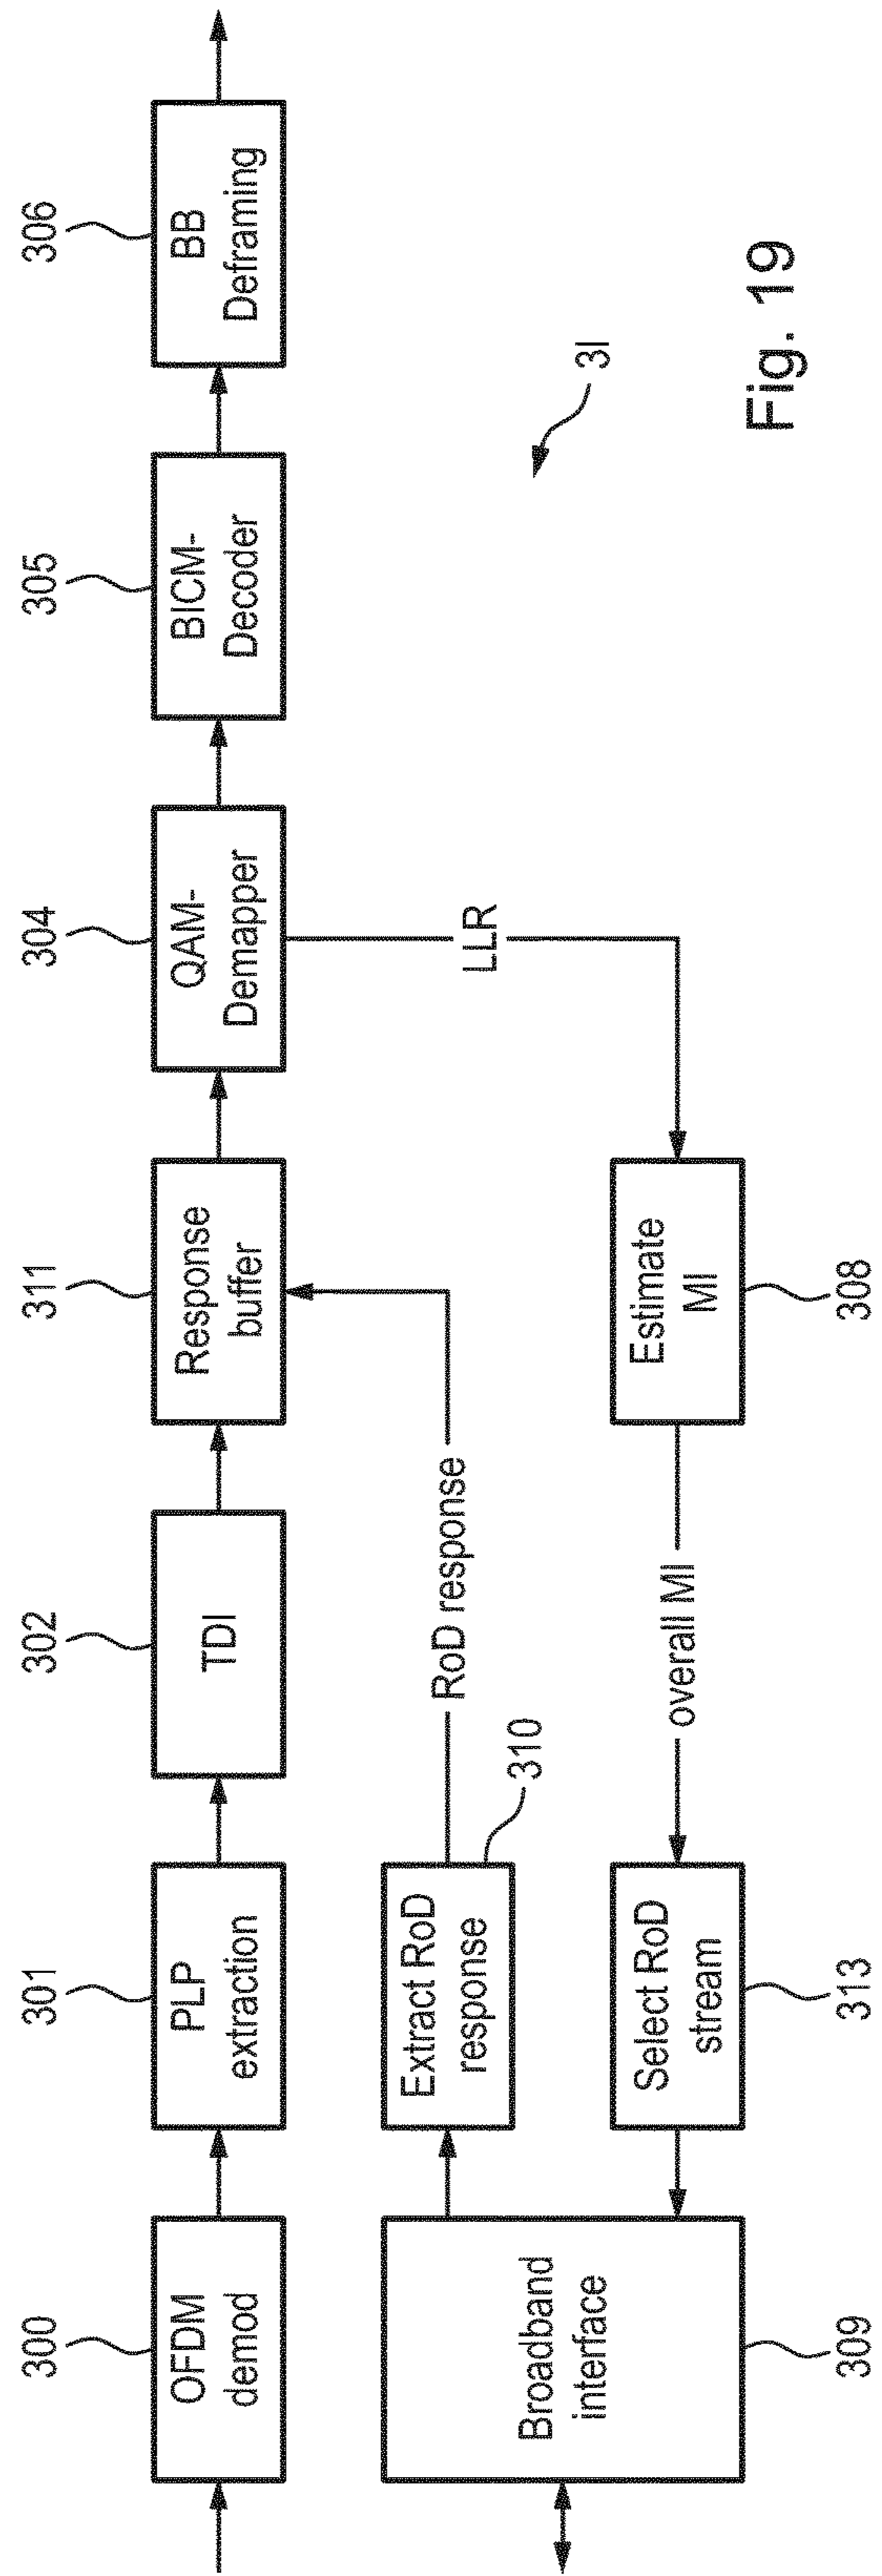 300
301
302
311
304
305
306
OFDM
demod
PLP
extraction
TDI
Response
buffer
QAM-
Demapper
BICM-
Decoder
BB
Deframing
Broadband
interface
Extract RoD
response
310
RoD response
LLR
Select RoD
stream
overall MI
Estimate
MI
309
313
308
3I
Fig. 19